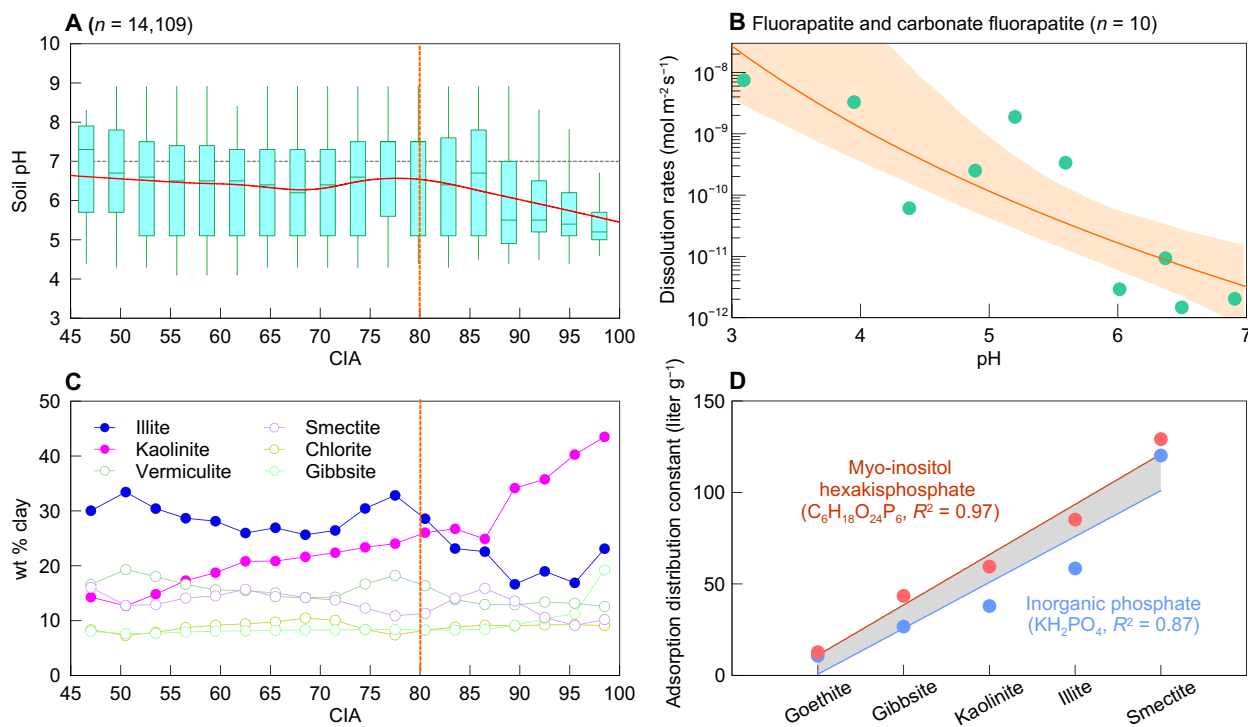 A (n = 14,109)
10
9
8
7
6
5
4
3
Soil pH
45 50 55 60 65 70 75 80 85 90 95 100
CIA
B Fluorapatite and carbonate fluorapatite (n = 10)
10⁻⁸
10⁻⁹
10⁻¹⁰
10⁻¹¹
10⁻¹²
Dissolution rates (mol m⁻² s⁻¹)
3 4 5 6 7
pH
C
50
40
30
20
10
0
wt % clay
Illite
Kaolinite
Vermiculite
Smectite
Chlorite
Gibbsite
45 50 55 60 65 70 75 80 85 90 95 100
CIA
D
150
100
50
0
Adsorption distribution constant (liter g⁻¹)
Myo-inositol
hexakisphosphate
(C₆H₁₈O₂₄P₆, R² = 0.97)
Inorganic phosphate
(KH₂PO₄, R² = 0.87)
Goethite
Gibbsite
Kaolinite
Illite
Smectite